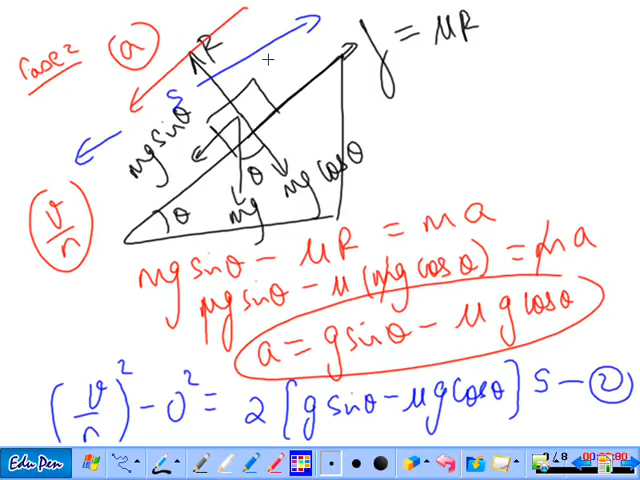 Case 2 a R f = μR
S
mg sinθ
θ mg cosθ
θ mg
v/n
mg sinθ - μR = ma
mg sinθ - μ(mg cosθ) = ma
a = g sinθ - μ g cosθ
(v/n)² - 0² = 2 [g sinθ - μg cosθ] S - 2
Edu Pen